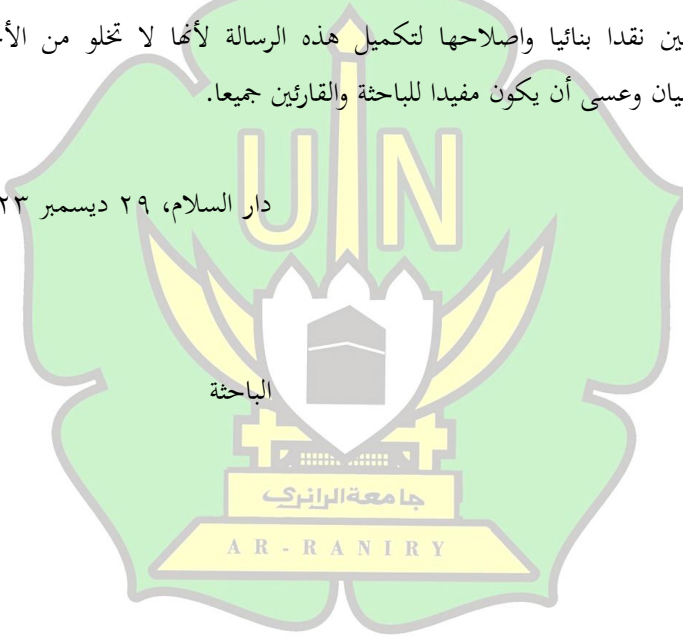 ين نقدا بنائيا واصلاحها لتكميل هذه الرسالة لأنها لا تخلو من
يان وعسى أن يكون مفيدا للباحثة والقارئين جميعا.
دار السلام، ٢٩ ديسمبر ٢٣
الباحثة
UIN
جامعة الرانري
AR-RANIRY